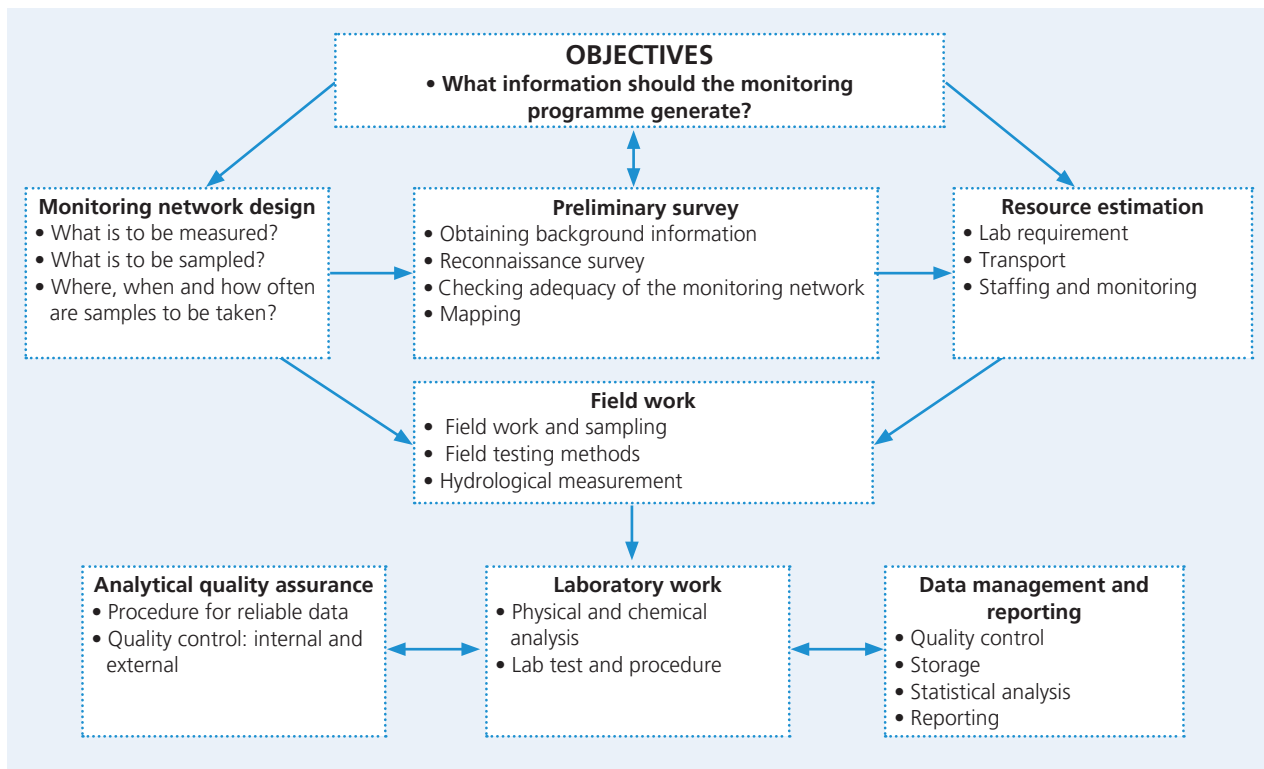 OBJECTIVES
• What information should the monitoring
programme generate?
Monitoring network design
• What is to be measured?
• What is to be sampled?
• Where, when and how often
are samples to be taken?
Preliminary survey
• Obtaining background information
• Reconnaissance survey
• Checking adequacy of the monitoring network
• Mapping
Resource estimation
• Lab requirement
• Transport
• Staffing and monitoring
Field work
• Field work and sampling
• Field testing methods
• Hydrological measurement
Analytical quality assurance
• Procedure for reliable data
• Quality control: internal and
external
Laboratory work
• Physical and chemical
analysis
• Lab test and procedure
Data management and
reporting
• Quality control
• Storage
• Statistical analysis
• Reporting